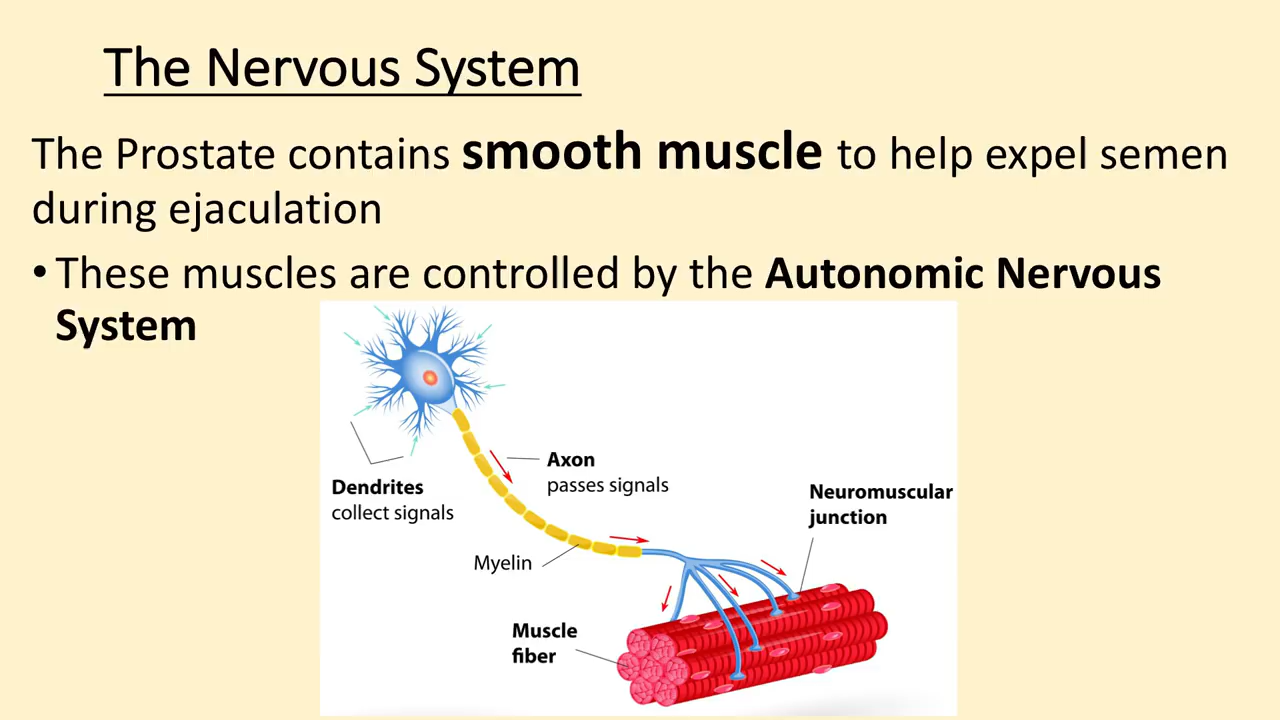 The Nervous System
The Prostate contains smooth muscle to help expel semen
during ejaculation
• These muscles are controlled by the Autonomic Nervous
System
Axon
passes signals
Dendrites
collect signals
Neuromuscular
junction
Myelin
Muscle
fiber